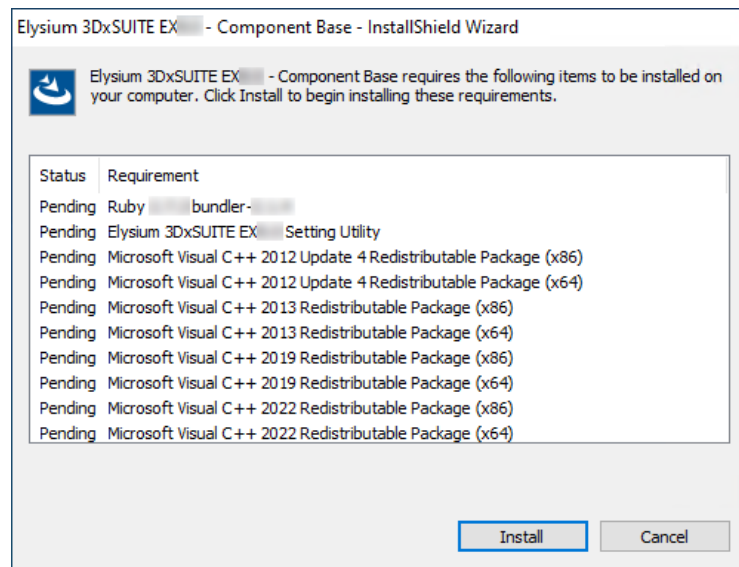 Elysium 3DxSUITE EX - Component Base - InstallShield Wizard
Elysium 3DxSUITE EX - Component Base requires the following items to be installed on
your computer. Click Install to begin installing these requirements.
Status Requirement
Pending Ruby bundler-
Pending Elysium 3DxSUITE EX Setting Utility
Pending Microsoft Visual C++ 2012 Update 4 Redistributable Package (x86)
Pending Microsoft Visual C++ 2012 Update 4 Redistributable Package (x64)
Pending Microsoft Visual C++ 2013 Redistributable Package (x86)
Pending Microsoft Visual C++ 2013 Redistributable Package (x64)
Pending Microsoft Visual C++ 2019 Redistributable Package (x86)
Pending Microsoft Visual C++ 2019 Redistributable Package (x64)
Pending Microsoft Visual C++ 2022 Redistributable Package (x86)
Pending Microsoft Visual C++ 2022 Redistributable Package (x64)
Install Cancel